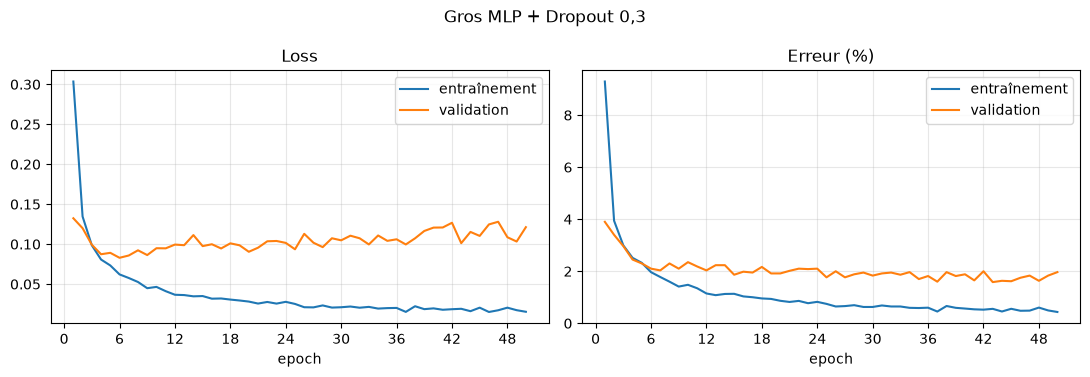 Gros MLP + Dropout 0,3
Loss
0.30
0.25
0.20
0.15
0.10
0.05
0 6 12 18 24 30 36 42 48
epoch
entraînement
validation
Erreur (%)
8
6
4
2
0
0 6 12 18 24 30 36 42 48
epoch
entraînement
validation